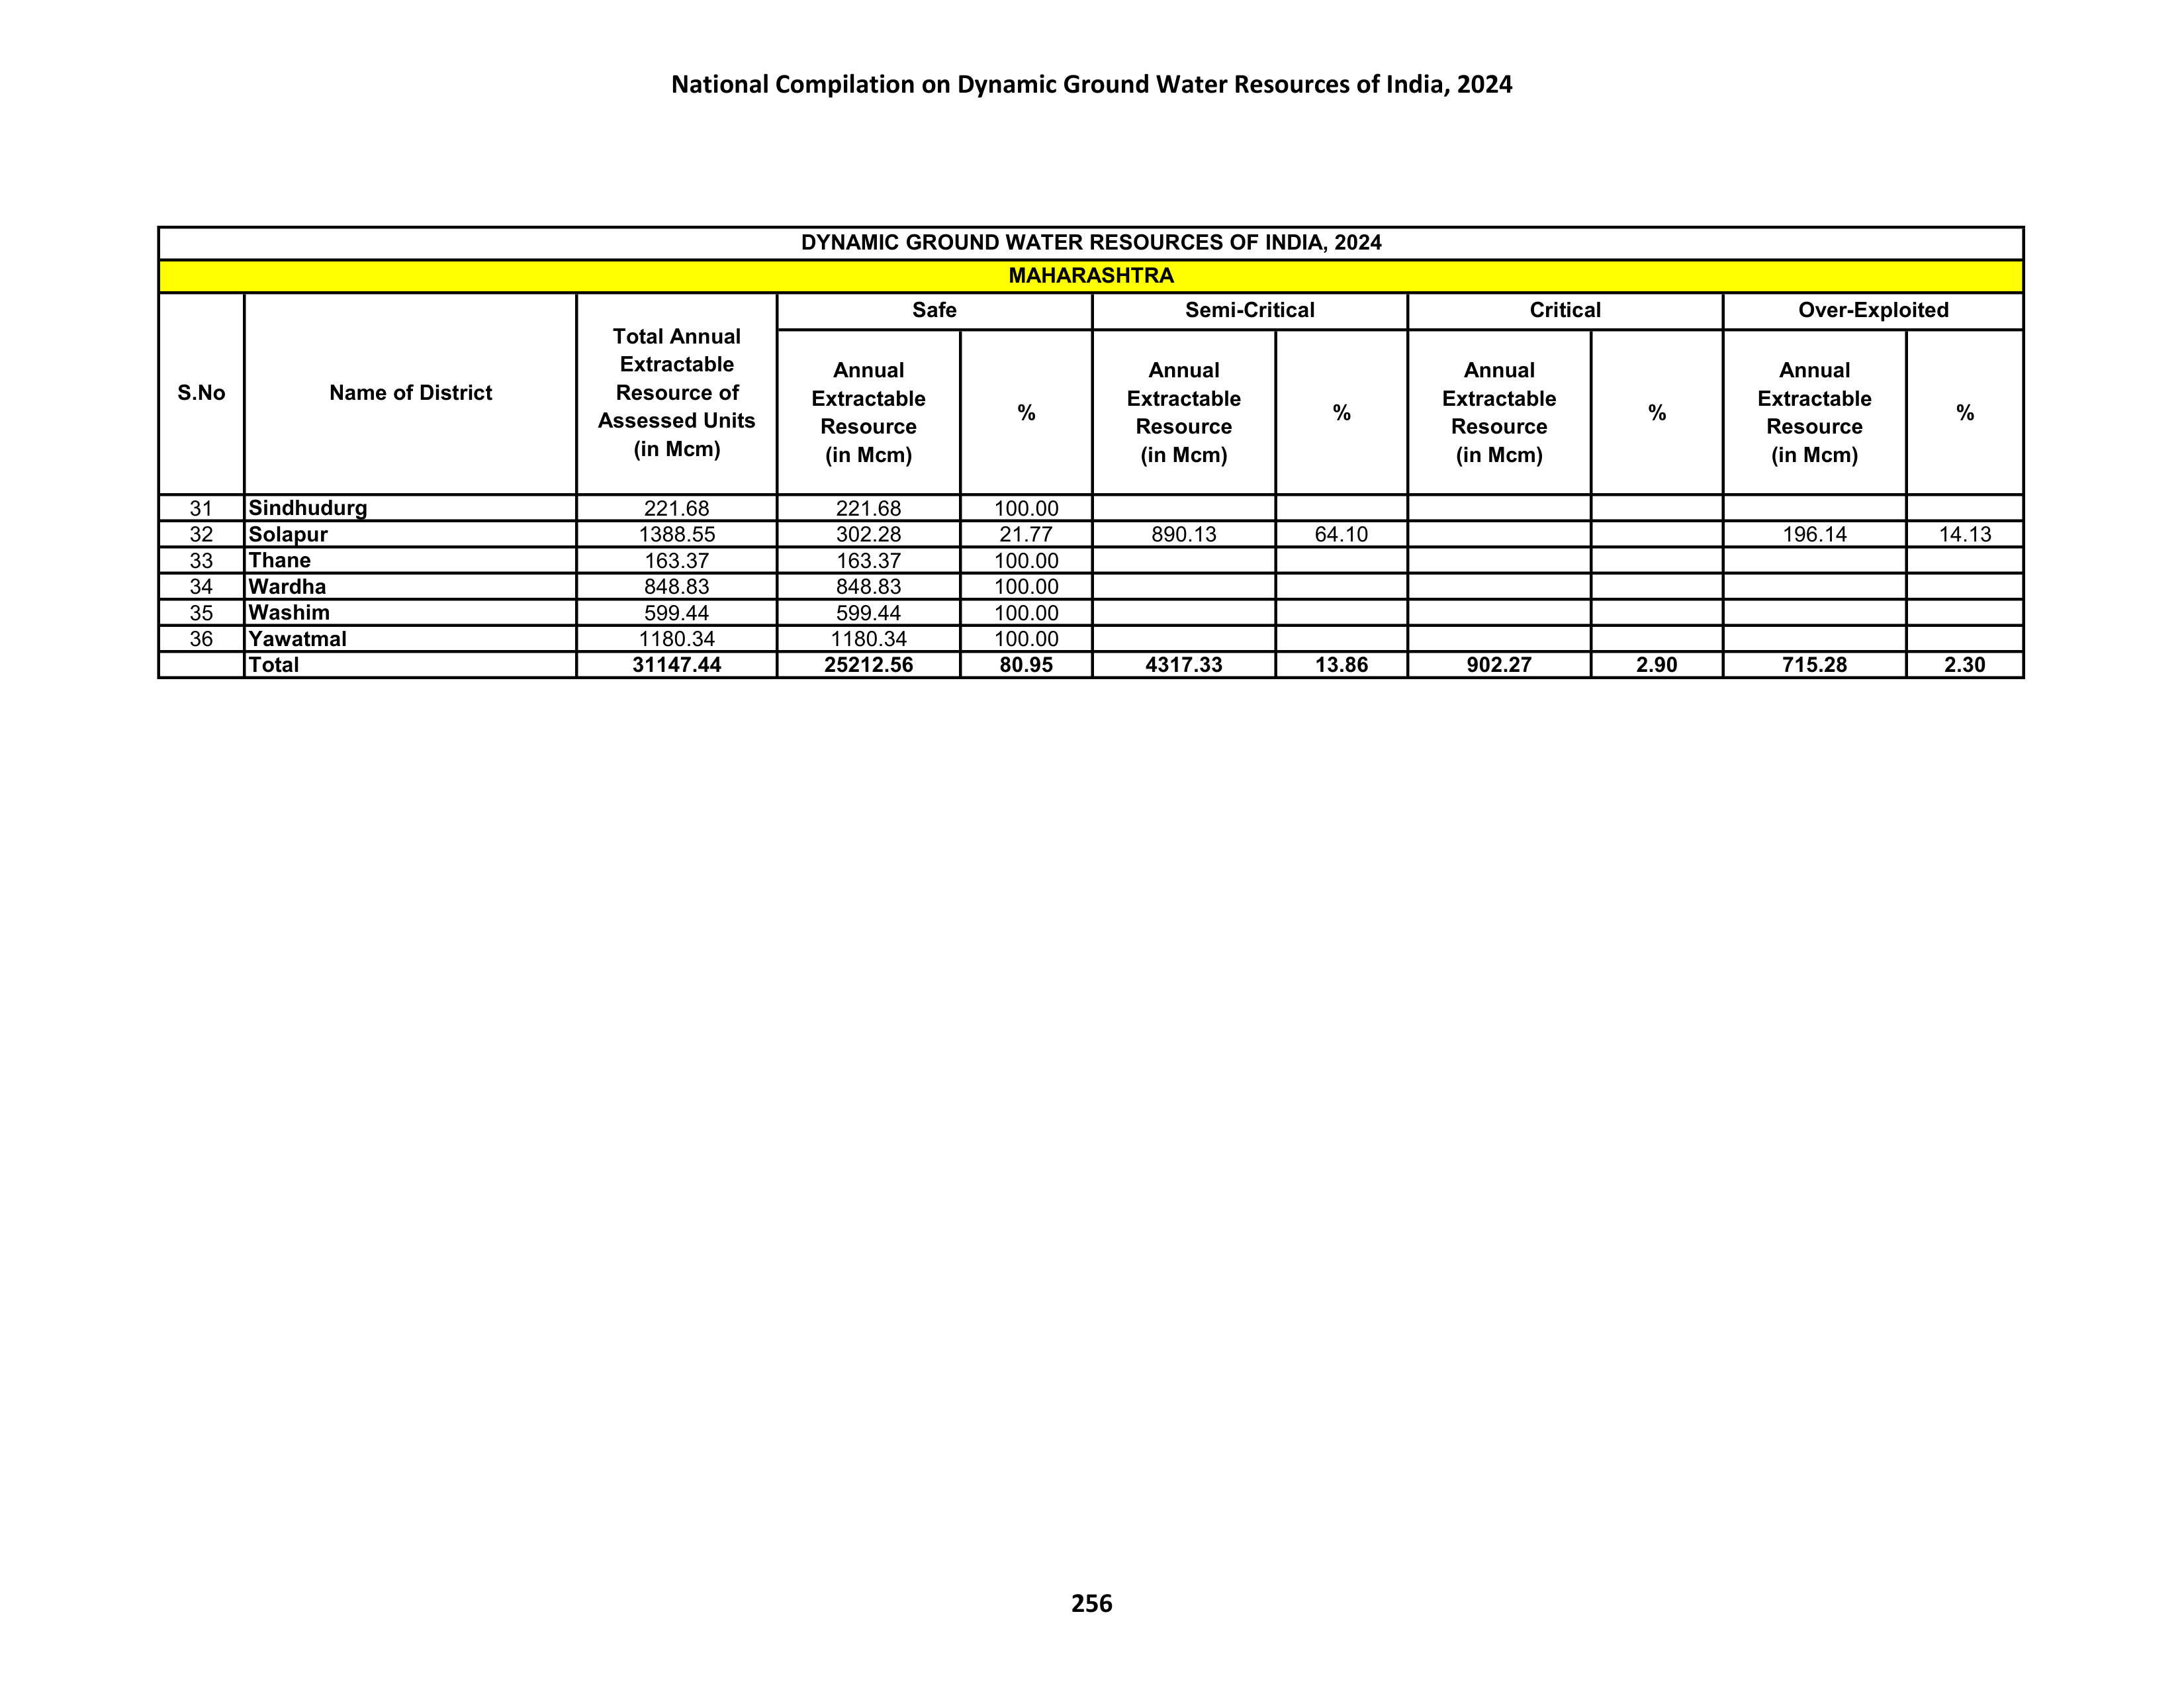 National Compilation on Dynamic Ground Water Resources of India, 2024
DYNAMIC GROUND WATER RESOURCES OF INDIA, 2024
MAHARASHTRA
S.No
Name of District
Total Annual
Extractable
Resource of
Assessed Units
(in Mcm)
Safe
Semi-Critical
Critical
Over-Exploited
Annual
Extractable
Resource
(in Mcm)
%
Annual
Extractable
Resource
(in Mcm)
%
Annual
Extractable
Resource
(in Mcm)
%
Annual
Extractable
Resource
(in Mcm)
%
31 Sindhudurg 221.68 221.68 100.00
32 Solapur 1388.55 302.28 21.77 890.13 64.10 196.14 14.13
33 Thane 163.37 163.37 100.00
34 Wardha 848.83 848.83 100.00
35 Washim 599.44 599.44 100.00
36 Yawatmal 1180.34 1180.34 100.00
Total 31147.44 25212.56 80.95 4317.33 13.86 902.27 2.90 715.28 2.30
256